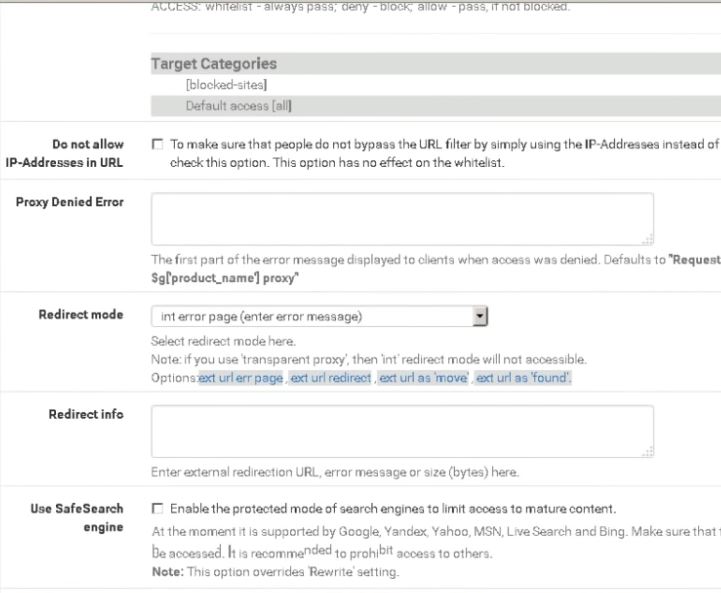 ACCESS: 'whitelist' - always pass; 'deny' - block; 'allow' - pass, if not blocked.
Target Categories
[blocked-sites]
Default access [all]
Do not allow
IP-Addresses in URL
To make sure that people do not bypass the URL filter by simply using the IP-Addresses instead of
check this option. This option has no effect on the whitelist.
Proxy Denied Error
The first part of the error message displayed to clients when access was denied. Defaults to "Request
$g['product_name'] proxy"
Redirect mode
int error page (enter error message)
Select redirect mode here.
Note: if you use 'transparent proxy', then 'int' redirect mode will not accessible.
Options:ext url err page , ext url redirect , ext url as 'move' , ext url as 'found'.
Redirect info
Enter external redirection URL, error message or size (bytes) here.
Use SafeSearch
engine
Enable the protected mode of search engines to limit access to mature content.
At the moment it is supported by Google, Yandex, Yahoo, MSN, Live Search and Bing. Make sure that
be accessed. It is recommended to prohibit access to others.
Note: This option overrides 'Rewrite' setting.